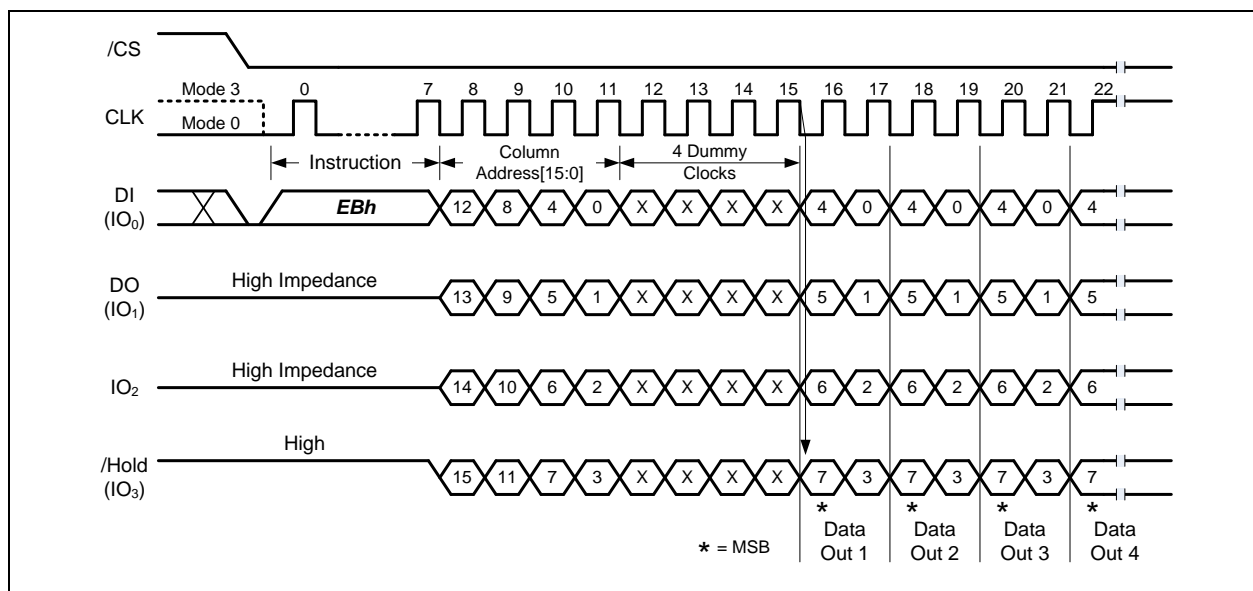 /CS
Mode 3 0 7 8 9 10 11 12 13 14 15 16 17 18 19 20 21 22
CLK
Mode 0
Instruction
Column
Address[15:0]
4 Dummy
Clocks
DI
(IO0)
EBh 12 8 4 0 X X X X 4 0 4 0 4 0 4
High Impedance
DO
(IO1)
13 9 5 1 X X X X 5 1 5 1 5 1 5
High Impedance
IO2
14 10 6 2 X X X X 6 2 6 2 6 2 6
High
/Hold
(IO3)
15 11 7 3 X X X X 7 3 7 3 7 3 7
* * * *
* = MSB
Data
Out 1
Data
Out 2
Data
Out 3
Data
Out 4